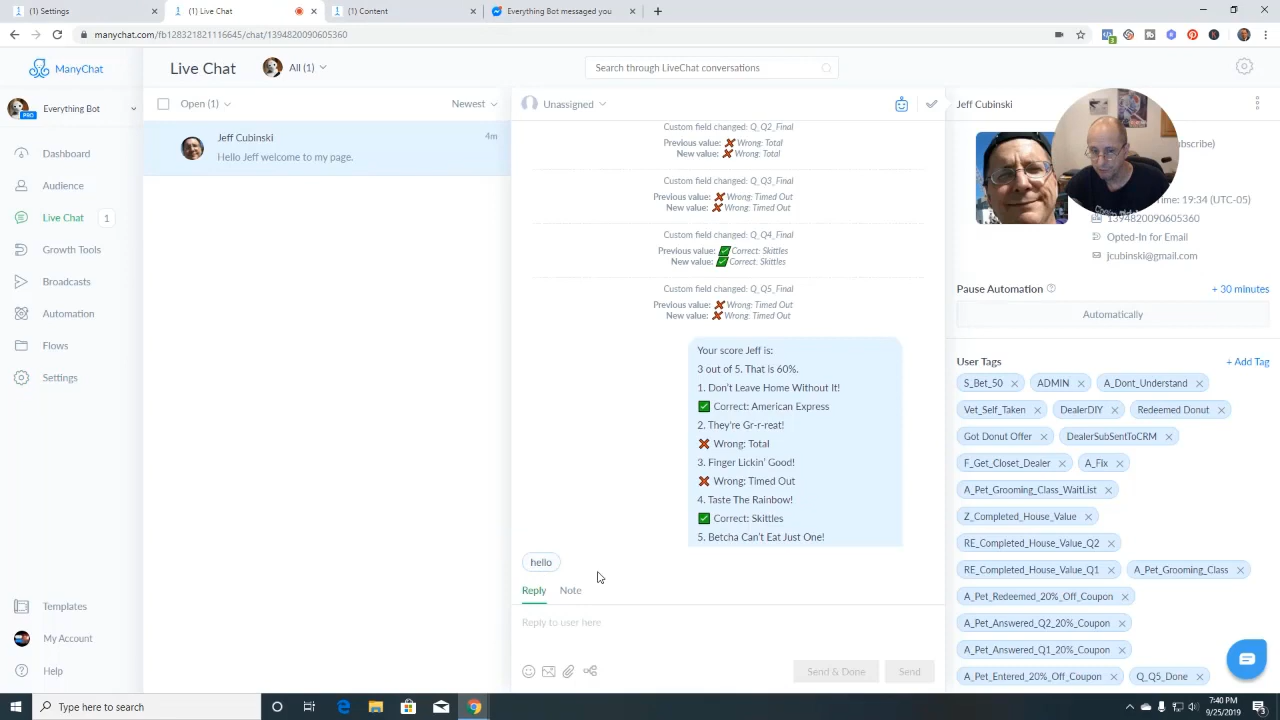 (1) Settings
(1) Live Chat
(1) Content
Everything Bot messaged you
manychat.com/fb128321821116645/chat/1394820090605360
3
ManyChat
Live Chat
All (1)
Search through LiveChat conversations
Everything Bot
PRO
Open (1)
Newest
Unassigned
Jeff Cubinski
Dashboard
Audience
Live Chat 1
Growth Tools
Broadcasts
Automation
Flows
Settings
Templates
My Account
Help
Jeff Cubinski
4m
Hello Jeff welcome to my page.
Custom field changed: Q_Q2_Final
Previous value: ❌ Wrong: Total
New value: ❌ Wrong: Total
Custom field changed: Q_Q3_Final
Previous value: ❌ Wrong: Timed Out
New value: ❌ Wrong: Timed Out
Custom field changed: Q_Q4_Final
Previous value: ✅ Correct: Skittles
New value: ✅ Correct: Skittles
Custom field changed: Q_Q5_Final
Previous value: ❌ Wrong: Timed Out
New value: ❌ Wrong: Timed Out
Your score Jeff is:
3 out of 5. That is 60%.
1. Don't Leave Home Without It!
✅ Correct: American Express
2. They're Gr-r-reat!
❌ Wrong: Total
3. Finger Lickin' Good!
❌ Wrong: Timed Out
4. Taste The Rainbow!
✅ Correct: Skittles
5. Betcha Can't Eat Just One!
hello
Reply Note
Reply to user here
Send & Done
Send
ubscribe)
ime: 19:34 (UTC-05)
1394820090605360
Opted-In for Email
jcubinski@gmail.com
Pause Automation + 30 minutes
Automatically
User Tags + Add Tag
S_Bet_50
ADMIN
A_Dont_Understand
Vet_Self_Taken
DealerDIY
Redeemed Donut
Got Donut Offer
DealerSubSentToCRM
F_Get_Closet_Dealer
A_Fix
A_Pet_Grooming_Class_WaitList
Z_Completed_House_Value
RE_Completed_House_Value_Q2
RE_Completed_House_Value_Q1
A_Pet_Grooming_Class
A_Pet_Redeemed_20%_Off_Coupon
A_Pet_Answered_Q2_20%_Coupon
A_Pet_Answered_Q1_20%_Coupon
A_Pet_Entered_20%_Off_Coupon
Q_Q5_Done
Type here to search
7:40 PM
9/25/2019
3